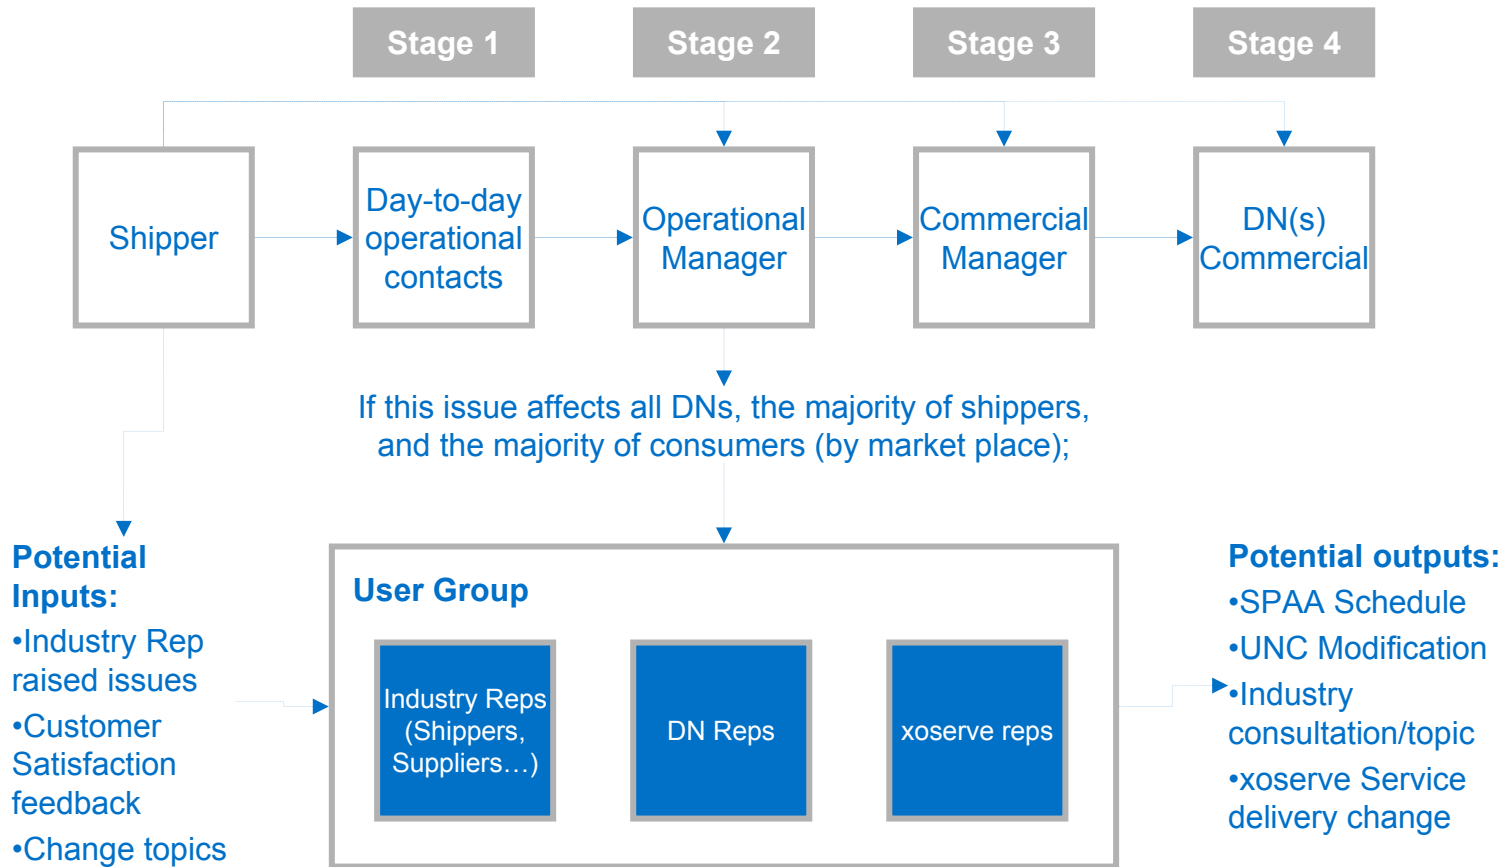 Stage 1
Stage 2
Stage 3
Stage 4
Shipper
Day-to-day
operational
contacts
Operational
Manager
Commercial
Manager
DN(s)
Commercial
If this issue affects all DNs, the majority of shippers,
and the majority of consumers (by market place);
Potential
Inputs:
•Industry Rep
raised issues
•Customer
Satisfaction
feedback
•Change topics
User Group
Industry Reps
(Shippers,
Suppliers…)
DN Reps
xoserve reps
Potential outputs:
•SPAA Schedule
•UNC Modification
•Industry
consultation/topic
•xoserve Service
delivery change